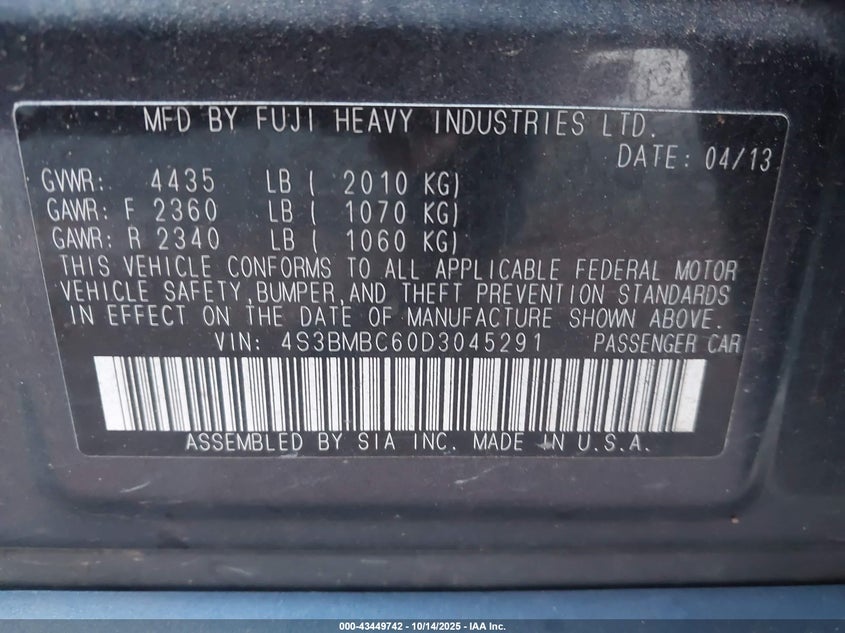 MFD BY FUJI HEAVY INDUSTRIES LTD.
DATE: 04/13
GVWR: 4435 LB ( 2010 KG)
GAWR: F 2360 LB ( 1070 KG)
GAWR: R 2340 LB ( 1060 KG)
THIS VEHICLE CONFORMS TO ALL APPLICABLE FEDERAL MOTOR
VEHICLE SAFETY,BUMPER,AND THEFT PREVENTION STANDARDS
IN EFFECT ON THE DATE OF MANUFACTURE SHOWN ABOVE.
VIN: 4S3BMBC60D3045291 PASSENGER CAR
ASSEMBLED BY SIA INC. MADE IN U.S.A.
000-43449742 - 10/14/2025 - IAA Inc.